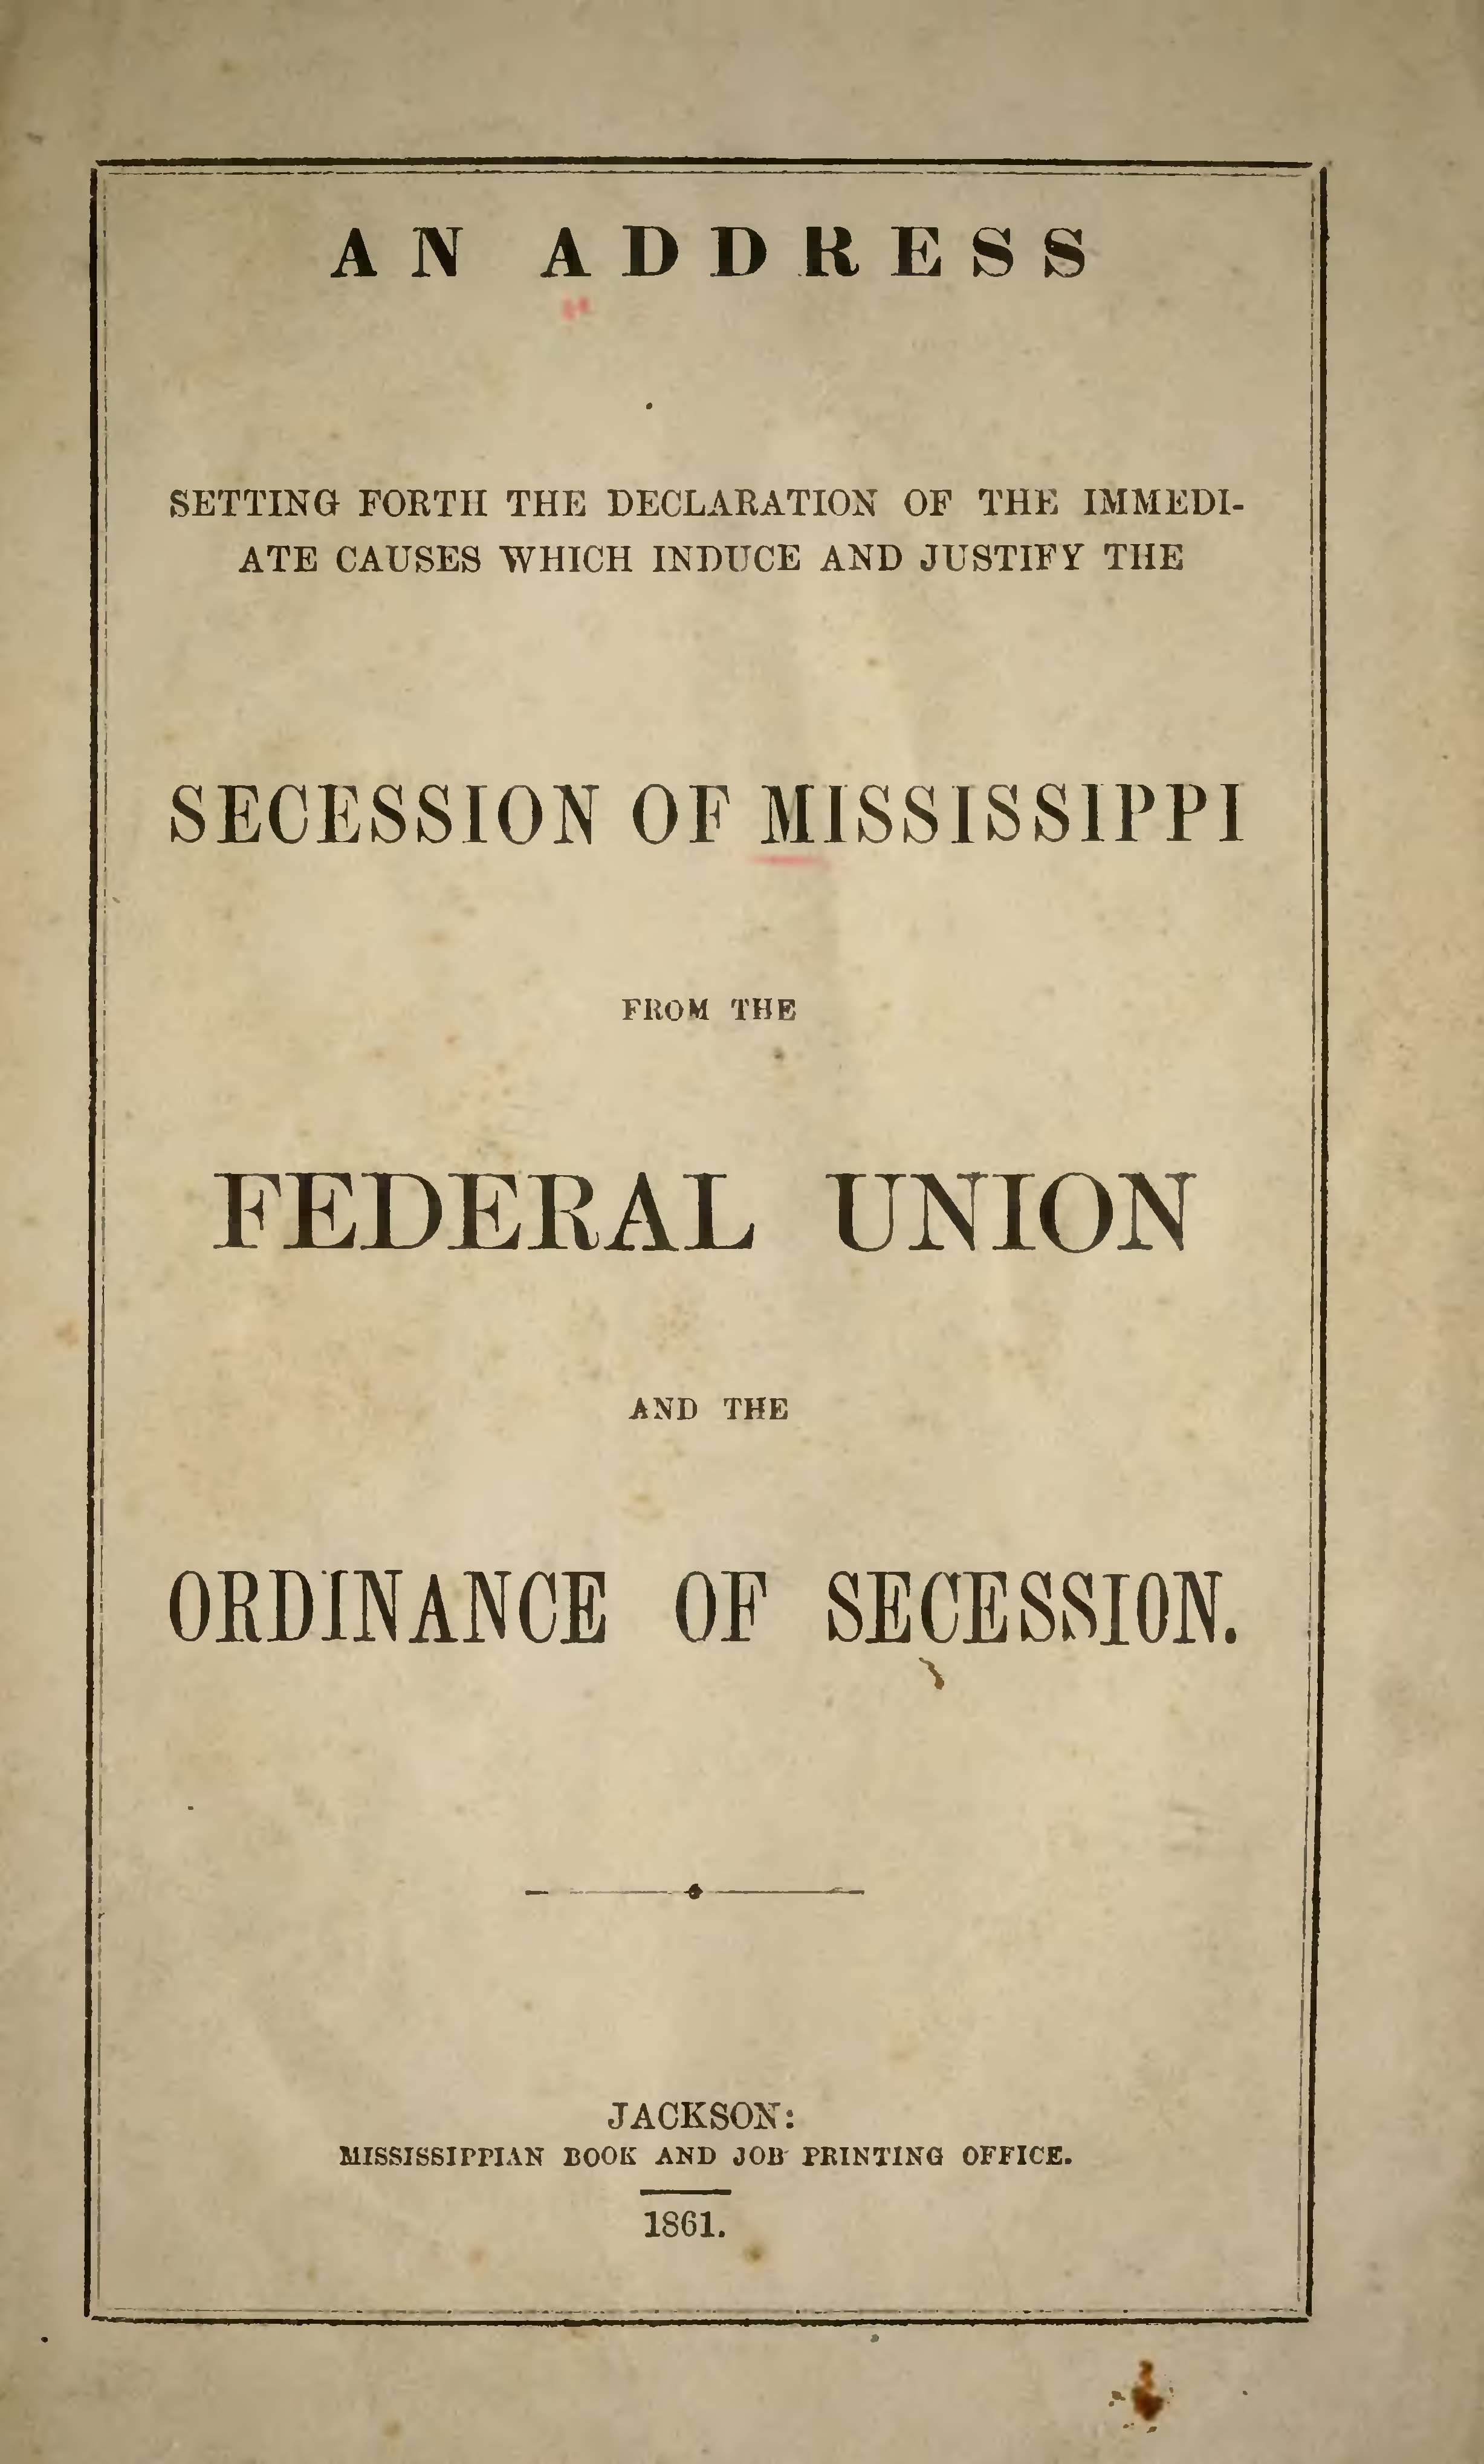 AN ADDRESS
SETTING FORTH THE DECLARATION OF THE IMMEDI-
ATE CAUSES WHICH INDUCE AND JUSTIFY THE
SECESSION OF MISSISSIPPI
FROM THE
FEDERAL UNION
AND THE
ORDINANCE OF SECESSION.
JACKSON:
MISSISSIPPIAN BOOK AND JOB PRINTING OFFICE.
1861.